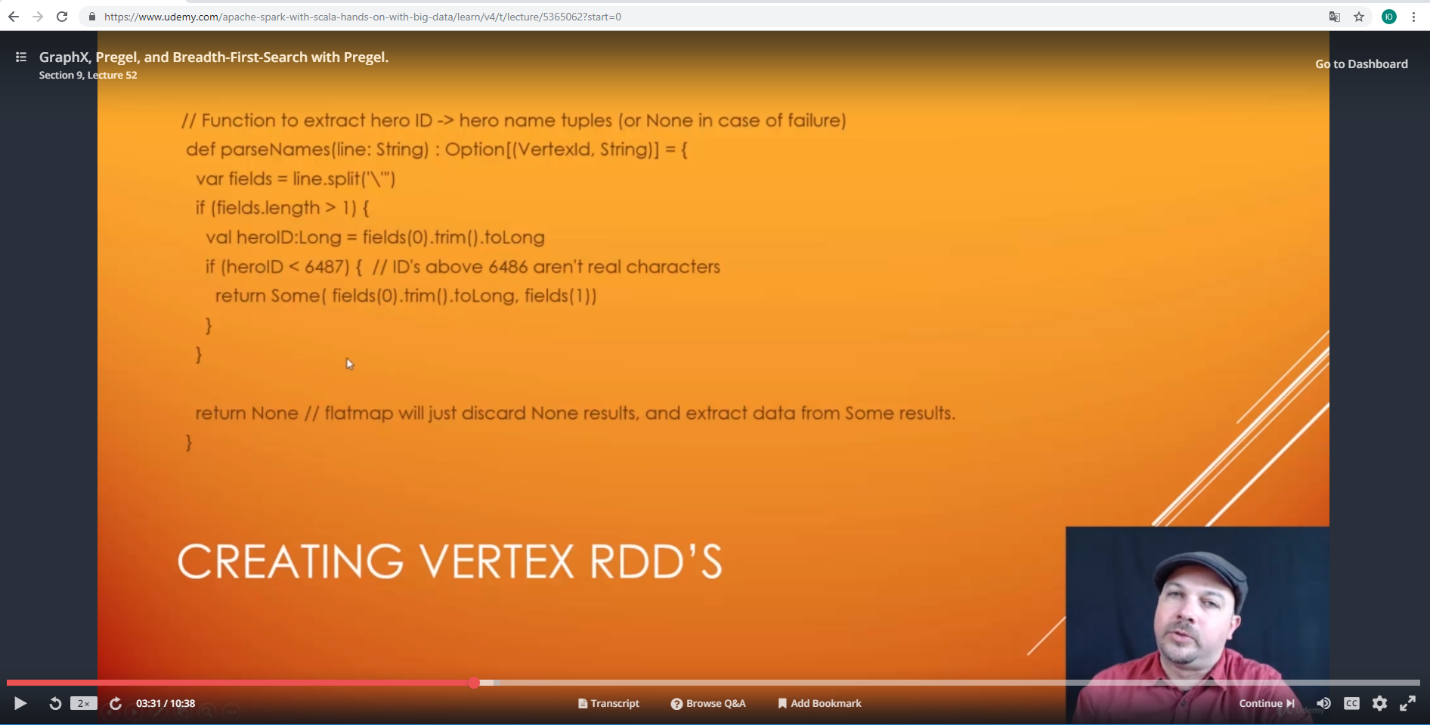 https://www.udemy.com/apache-spark-with-scala-hands-on-with-big-data/learn/v4/t/lecture/5365062?start=0
GraphX, Pregel, and Breadth-First-Search with Pregel.
Section 9, Lecture 52
Go to Dashboard
// Function to extract hero ID -> hero name tuples (or None in case of failure)
def parseNames(line: String) : Option[(VertexId, String)] = {
var fields = line.split('\"')
if (fields.length > 1) {
val heroID:Long = fields(0).trim().toLong
if (heroID < 6487) { // ID's above 6486 aren't real characters
return Some( fields(0).trim().toLong, fields(1))
}
}
return None // flatmap will just discard None results, and extract data from Some results.
}
CREATING VERTEX RDD'S
2×
03:31 / 10:38
Transcript
Browse Q&A
Add Bookmark
Continue
CC